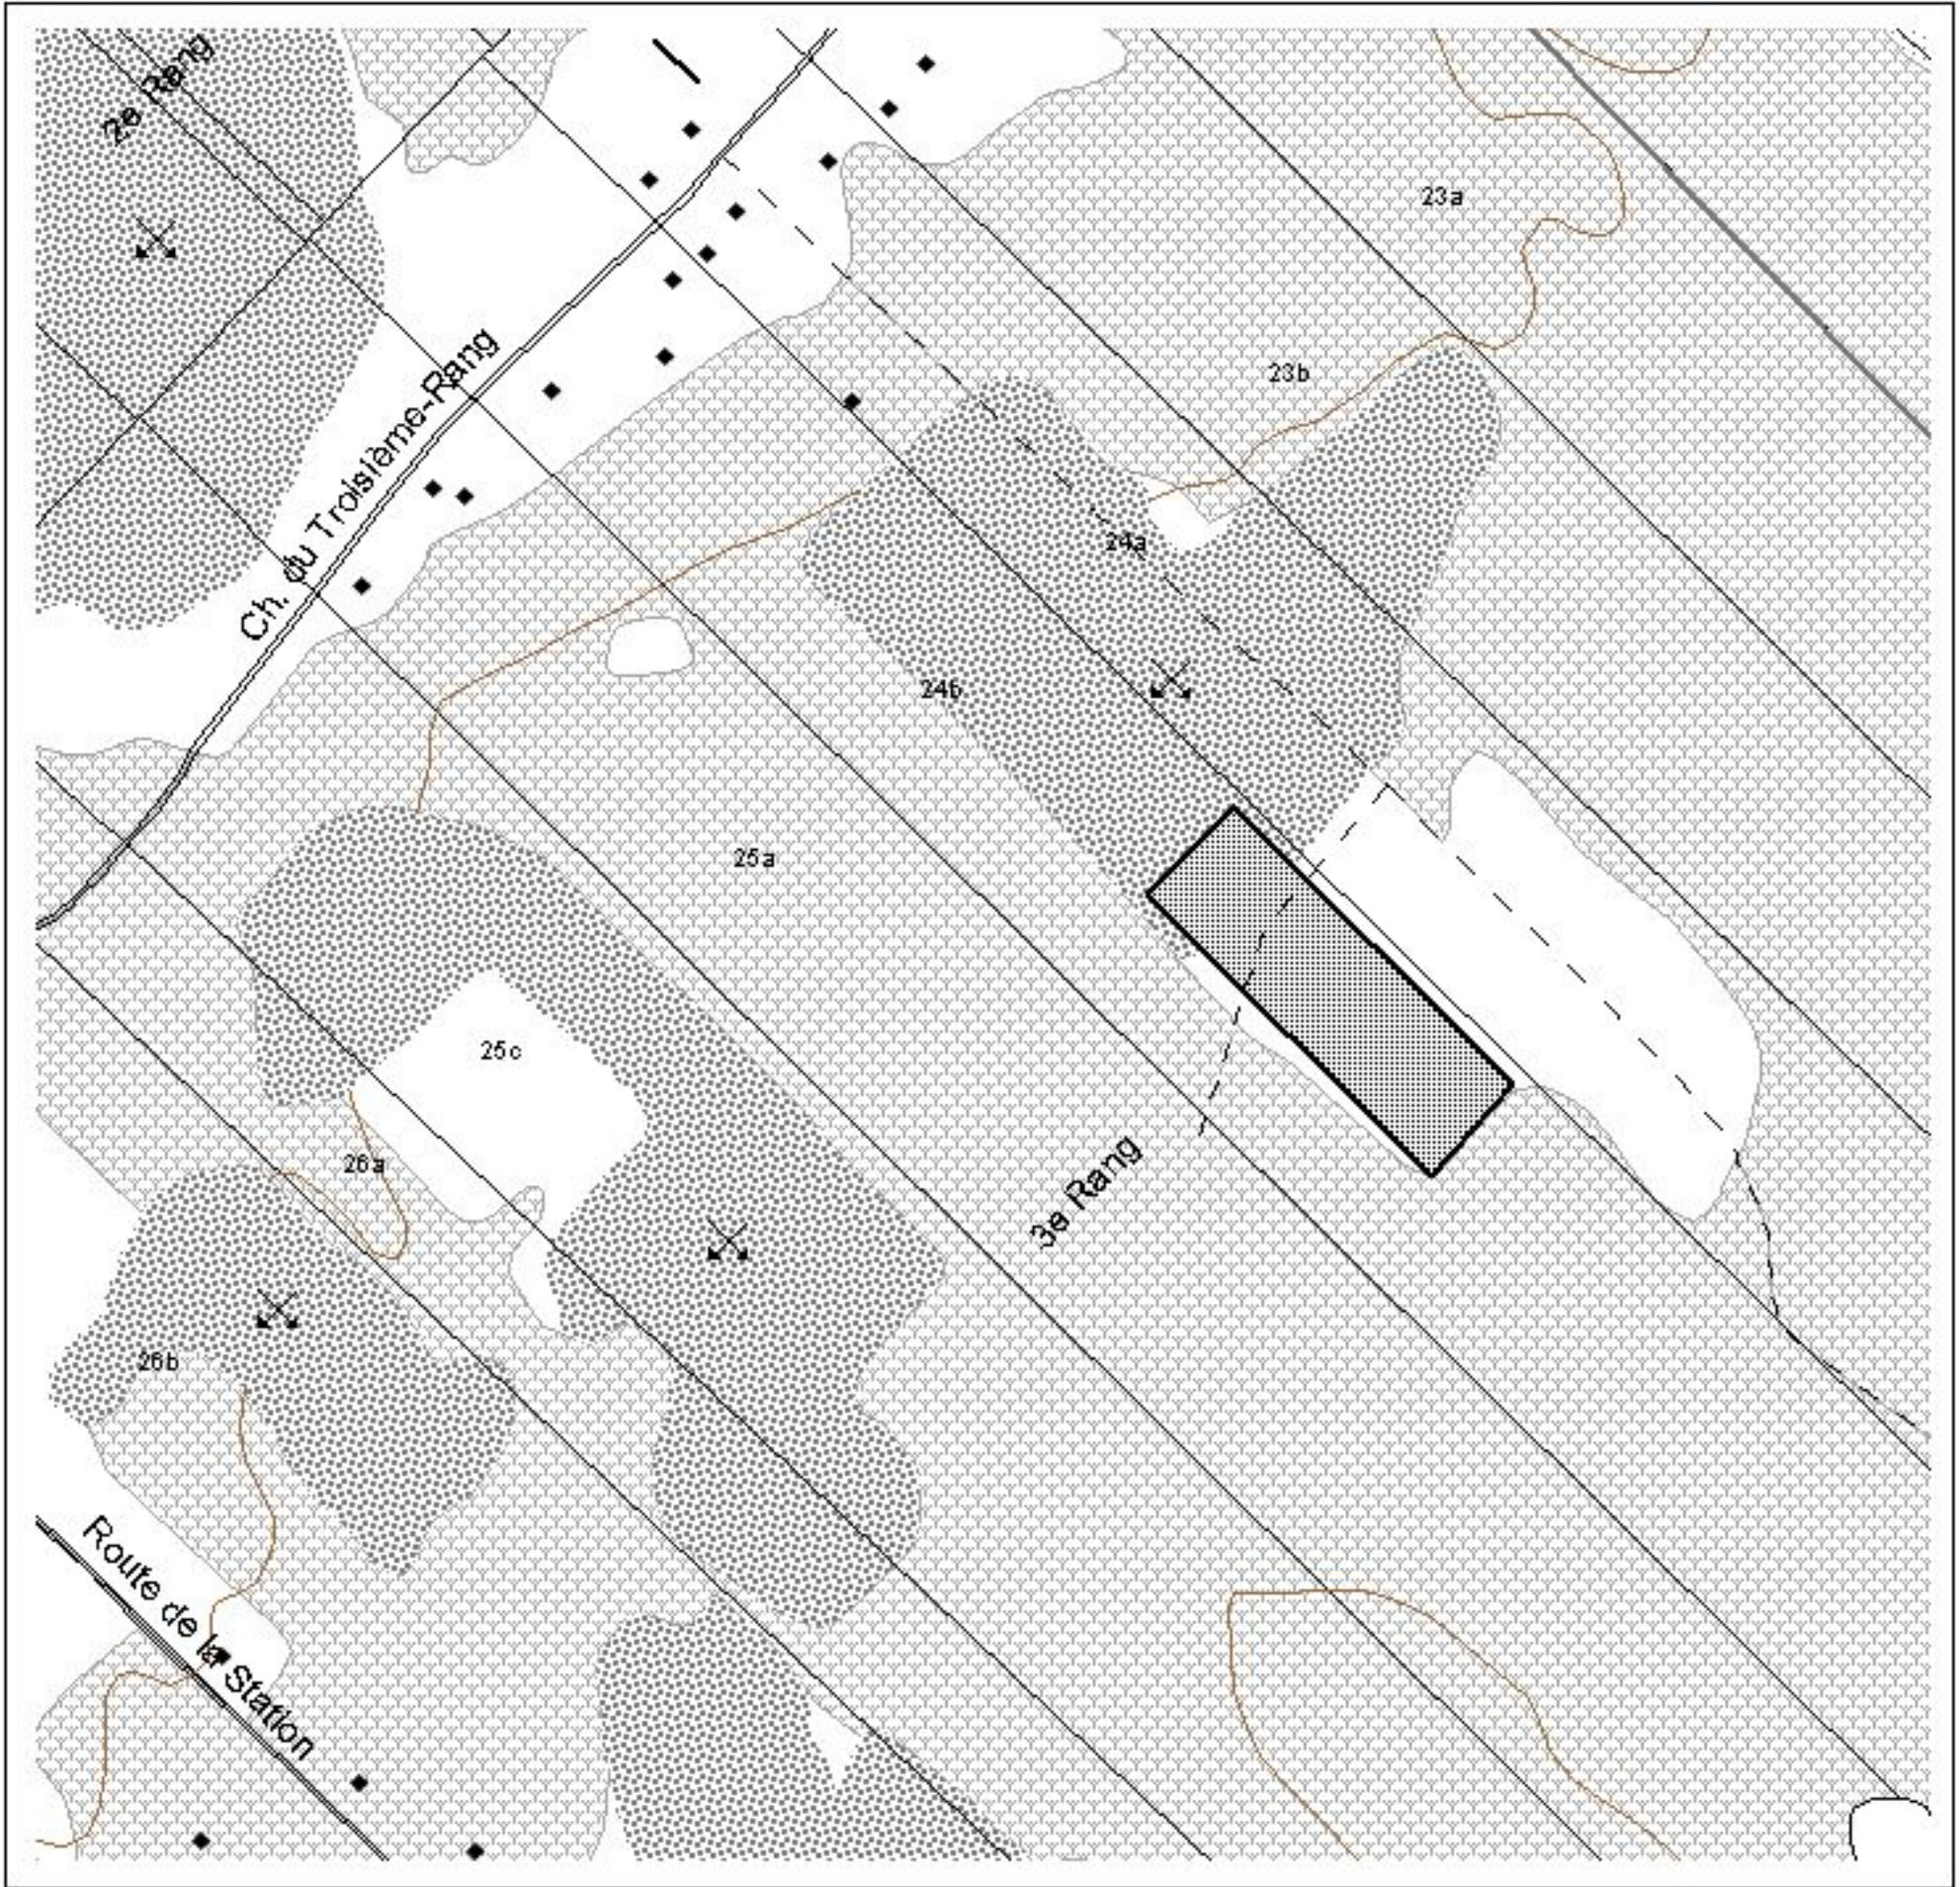 2e Rang
23a
23b
Ch. du Troisième-Rang
24a
24b
25a
25c
3e Rang
26a
26b
Route de la Station